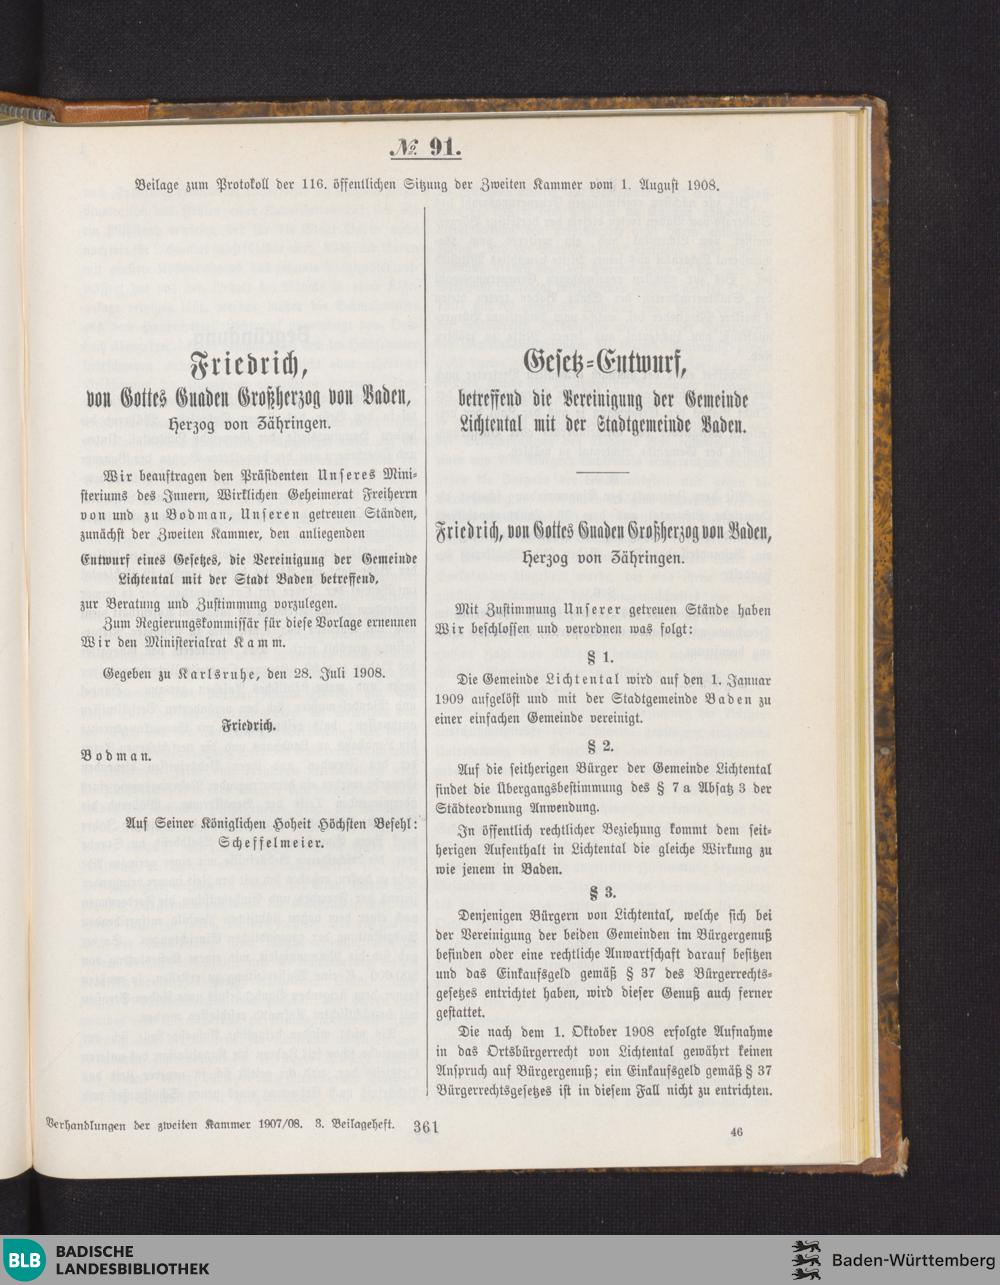 № 91.
Beilage zum Protokoll der 116. öffentlichen Sitzung der Zweiten Kammer vom 1. August 1908.
Friedrich,
von Gottes Gnaden Großherzog von Baden,
Herzog von Zähringen.
Wir beauftragen den Präsidenten Unseres Mini-
steriums des Innern, Wirklichen Geheimerat Freiherrn
von und zu Bodman, Unseren getreuen Ständen,
zunächst der Zweiten Kammer, den anliegenden
Entwurf eines Gesetzes, die Vereinigung der Gemeinde
Lichtental mit der Stadt Baden betreffend,
zur Beratung und Zustimmung vorzulegen.
Zum Regierungskommissär für diese Vorlage ernennen
Wir den Ministerialrat Kamm.
Gegeben zu Karlsruhe, den 28. Juli 1908.
Friedrich.
Bodman.
Auf Seiner Königlichen Hoheit Höchsten Befehl:
Scheffelmeier.
Gesetz-Entwurf,
betreffend die Vereinigung der Gemeinde
Lichtental mit der Stadtgemeinde Baden.
Friedrich, von Gottes Gnaden Großherzog von Baden,
Herzog von Zähringen.
Mit Zustimmung Unserer getreuen Stände haben
Wir beschlossen und verordnen was folgt:
§ 1.
Die Gemeinde Lichtental wird auf den 1. Januar
1909 aufgelöst und mit der Stadtgemeinde Baden zu
einer einfachen Gemeinde vereinigt.
§ 2.
Auf die seitherigen Bürger der Gemeinde Lichtental
findet die Übergangsbestimmung des § 7 a Absatz 3 der
Städteordnung Anwendung.
In öffentlich rechtlicher Beziehung kommt dem seit-
herigen Aufenthalt in Lichtental die gleiche Wirkung zu
wie jenem in Baden.
§ 3.
Denjenigen Bürgern von Lichtental, welche sich bei
der Vereinigung der beiden Gemeinden im Bürgergenuß
befinden oder eine rechtliche Anwartschaft darauf besitzen
und das Einkaufsgeld gemäß § 37 des Bürgerrechts-
gesetzes entrichtet haben, wird dieser Genuß auch ferner
gestattet.
Die nach dem 1. Oktober 1908 erfolgte Aufnahme
in das Ortsbürgerrecht von Lichtental gewährt keinen
Anspruch auf Bürgergenuß; ein Einkaufsgeld gemäß § 37
Bürgerrechtsgesetzes ist in diesem Fall nicht zu entrichten.
Verhandlungen der zweiten Kammer 1907/08. 3. Beilageheft.
361
46
BLB
BADISCHE
LANDESBIBLIOTHEK
Baden-Württemberg